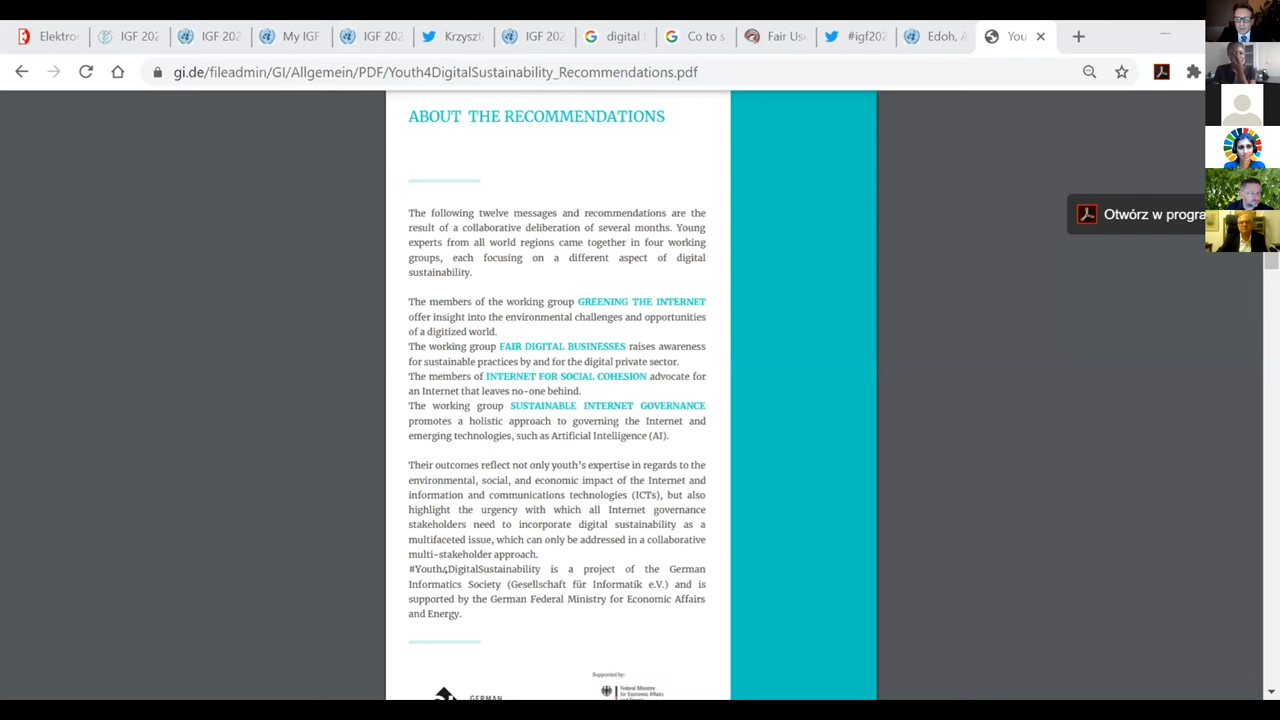 Elektro
IGF 202
IGF 202
My IGF
IGF 202
Krzyszt
IGF 202
digital t
Co to s
Fair Use
#igf202
Edoh, A
You
gi.de/fileadmin/GI/Allgemein/PDF/Youth4DigitalSustainability_Recommendations.pdf
Otwórz w progra
ABOUT THE RECOMMENDATIONS
The following twelve messages and recommendations are the
result of a collaborative deliberation of several months. Young
experts from all world regions came together in four working
groups, each focusing on a different aspect of digital
sustainability.
The members of the working group GREENING THE INTERNET
offer insight into the environmental challenges and opportunities
of a digitized world.
The working group FAIR DIGITAL BUSINESSES raises awareness
for sustainable practices by and for the digital private sector.
The members of INTERNET FOR SOCIAL COHESION advocate for
an Internet that leaves no-one behind.
The working group SUSTAINABLE INTERNET GOVERNANCE
promotes a holistic approach to governing the Internet and
emerging technologies, such as Artificial Intelligence (AI).
Their outcomes reflect not only youth's expertise in regards to the
environmental, social, and economic impact of the Internet and
information and communications technologies (ICTs), but also
highlight the urgency with which all Internet governance
stakeholders need to incorporate digital sustainability as a
multifaceted issue, which can only be addressed in a collaborative
multi-stakeholder approach.
#Youth4DigitalSustainability is a project of the German
Informatics Society (Gesellschaft für Informatik e.V.) and is
supported by the German Federal Ministry for Economic Affairs
and Energy.
Supported by:
GERMAN
Federal Ministry
for Economic Affairs